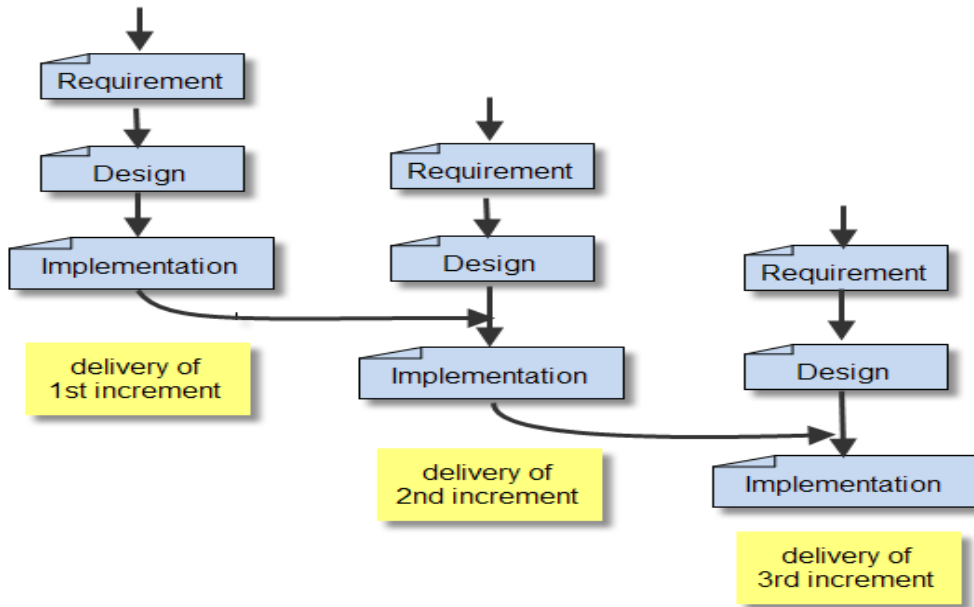 Requirement
Design
Implementation
delivery of
1st increment
Requirement
Design
Implementation
delivery of
2nd increment
Requirement
Design
Implementation
delivery of
3rd increment